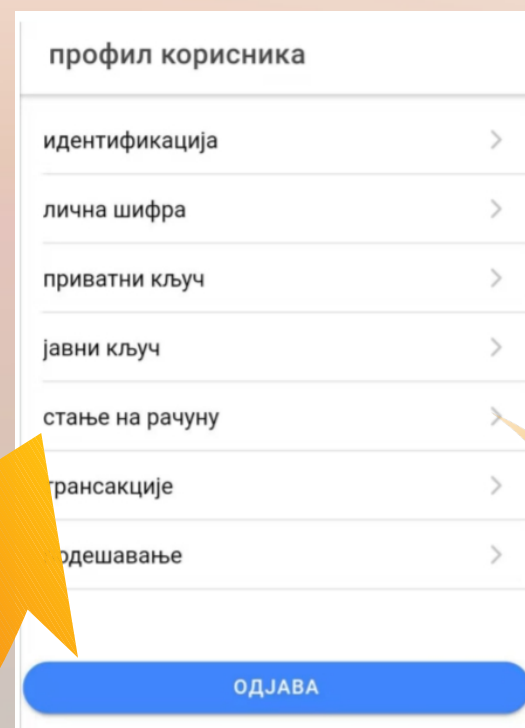 профил корисника
идентификација
лична шифра
приватни кључ
јавни кључ
стање на рачуну
трансакције
подешавање
ОДЈАВА